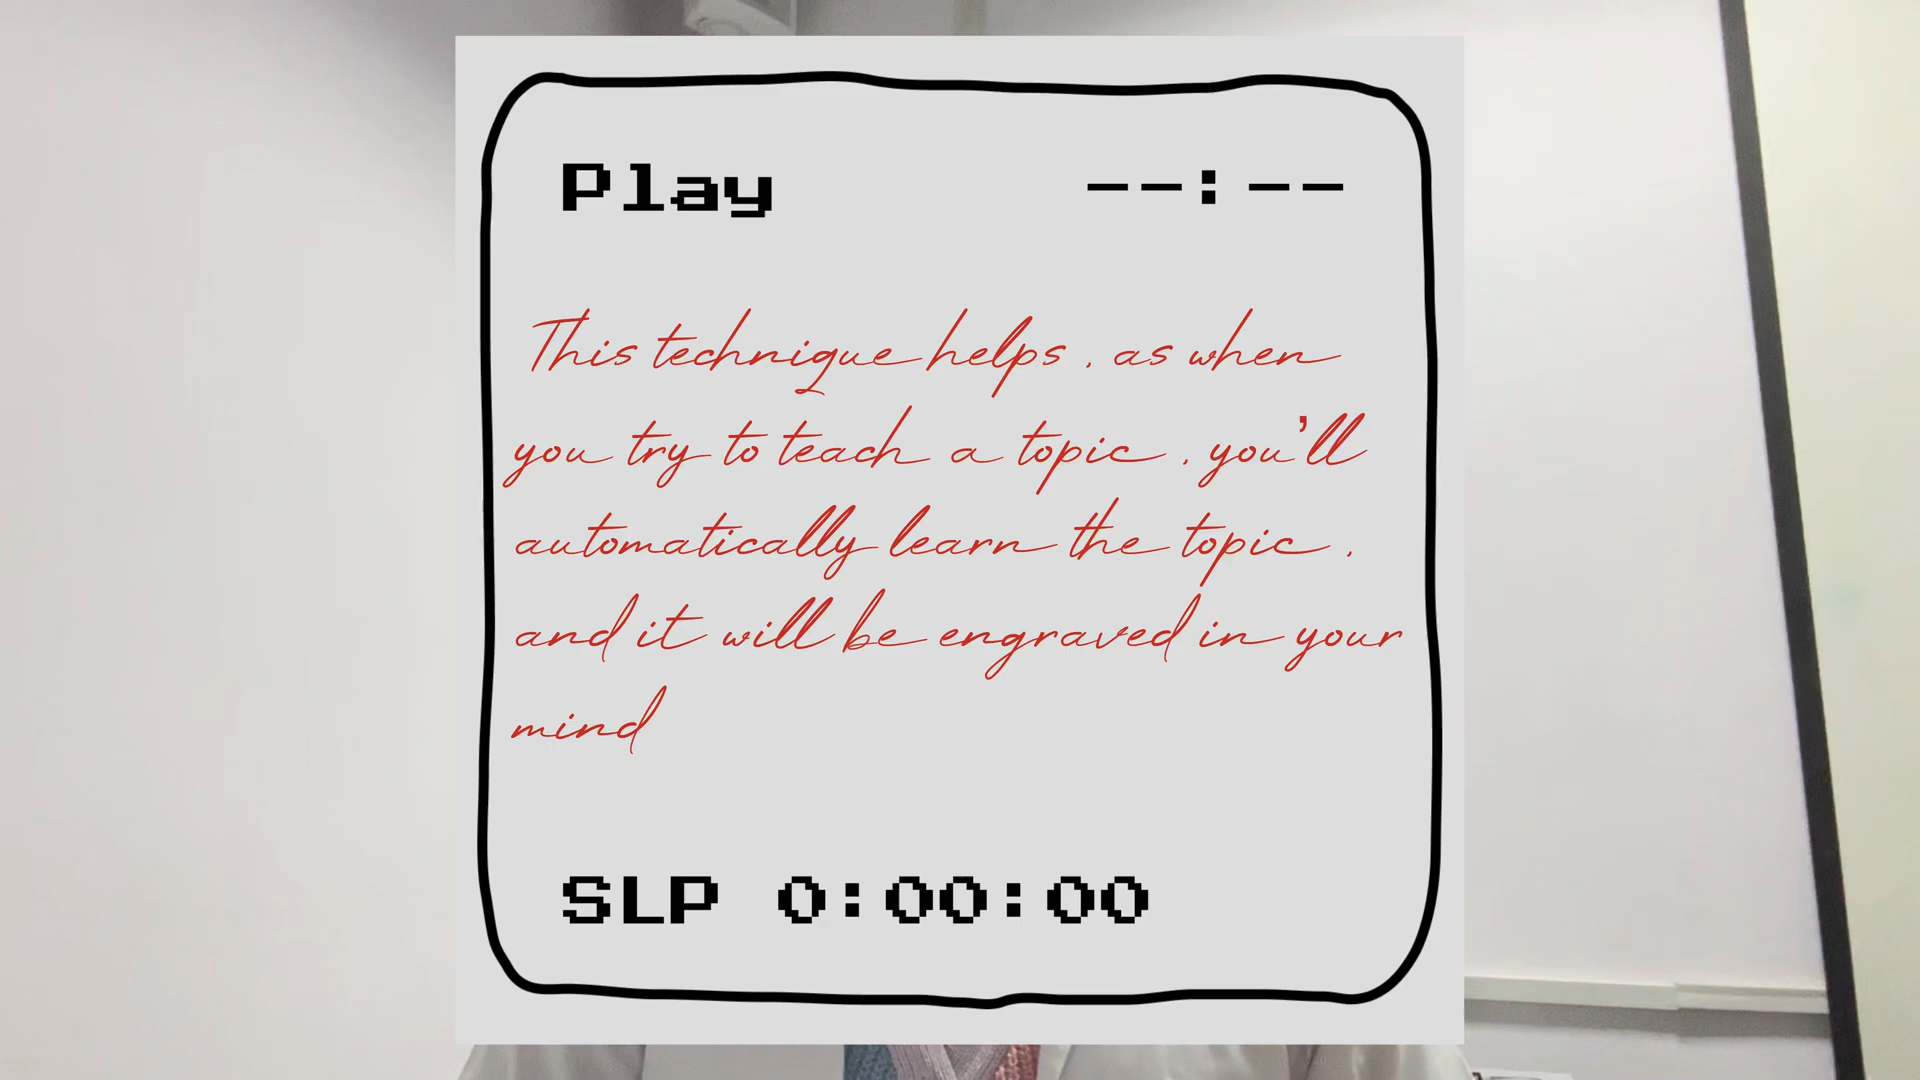 Play --:--
This technique helps , as when
you try to teach a topic , you'll
automatically learn the topic ,
and it will be engraved in your
mind
SLP 0:00:00